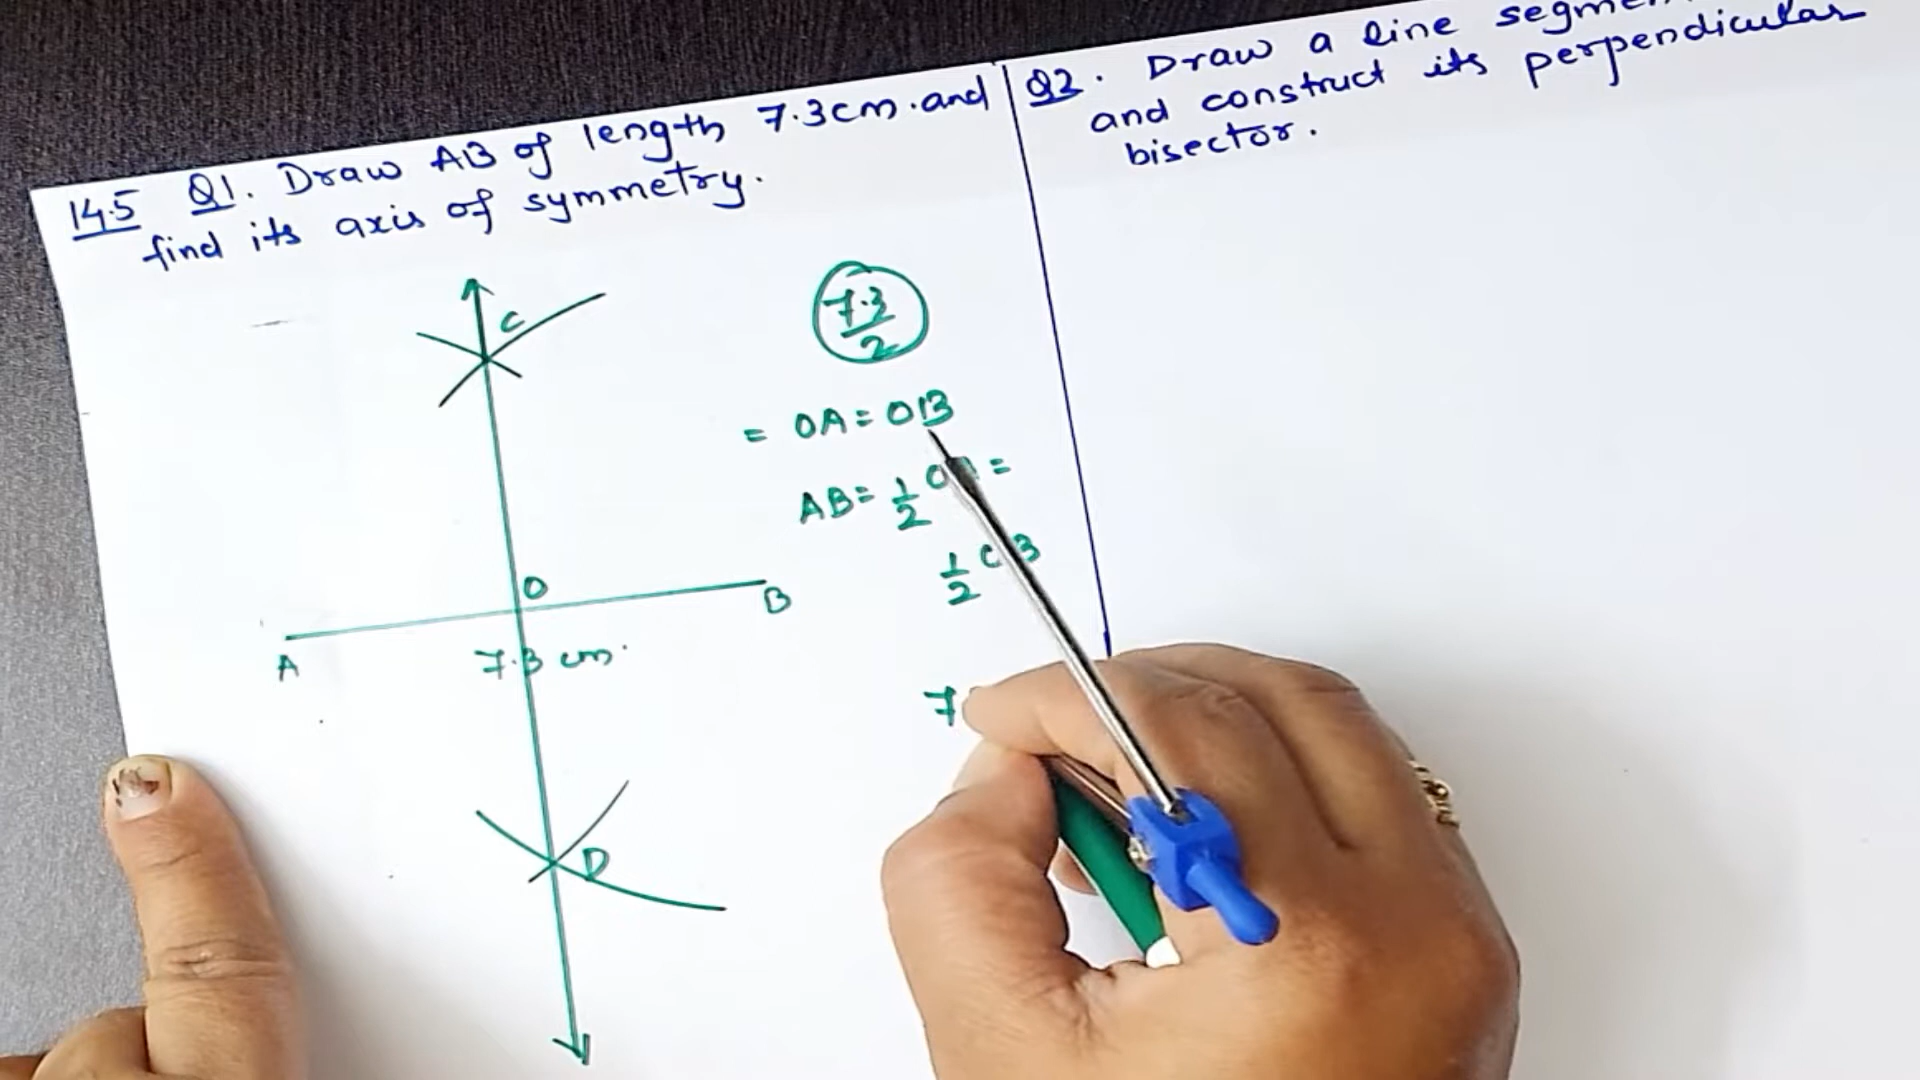 14.5 Q1. Draw AB of length 7.3cm.and
find its axis of symmetry.
C
O
A
B
7.3 cm.
D
7.3
2
= OA = OB
AB = 1/2 =
1/2
7
Q2. Draw a line
and construct its perpendicular
bisector.